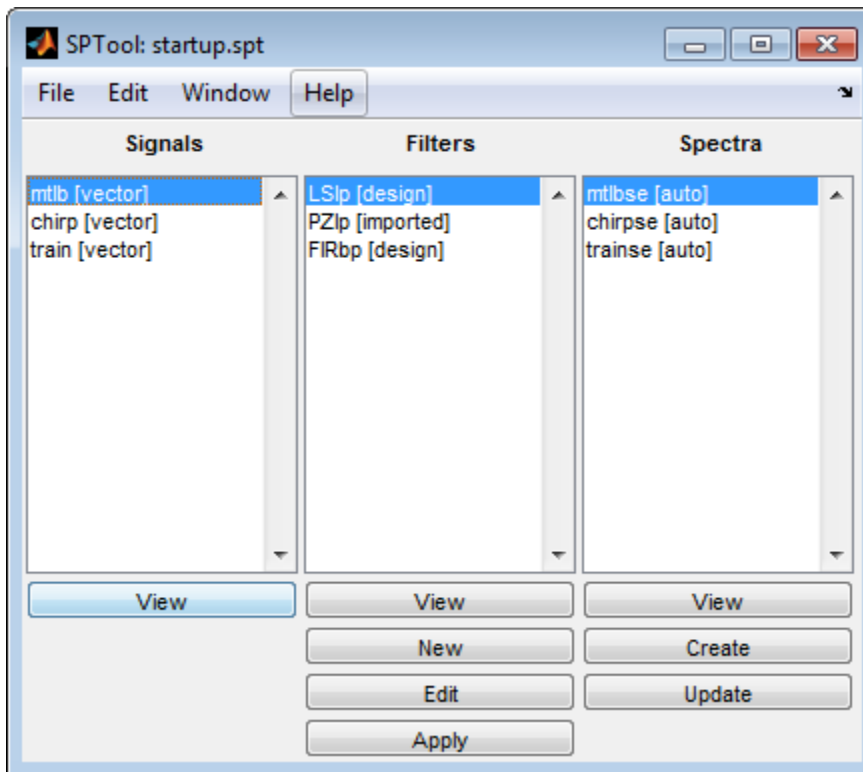 SPTool: startup.spt
File Edit Window Help
Signals Filters Spectra
mtlb [vector]
chirp [vector]
train [vector]
LSlp [design]
PZlp [imported]
FIRbp [design]
mtlbse [auto]
chirpse [auto]
trainse [auto]
View View View
New Create
Edit Update
Apply